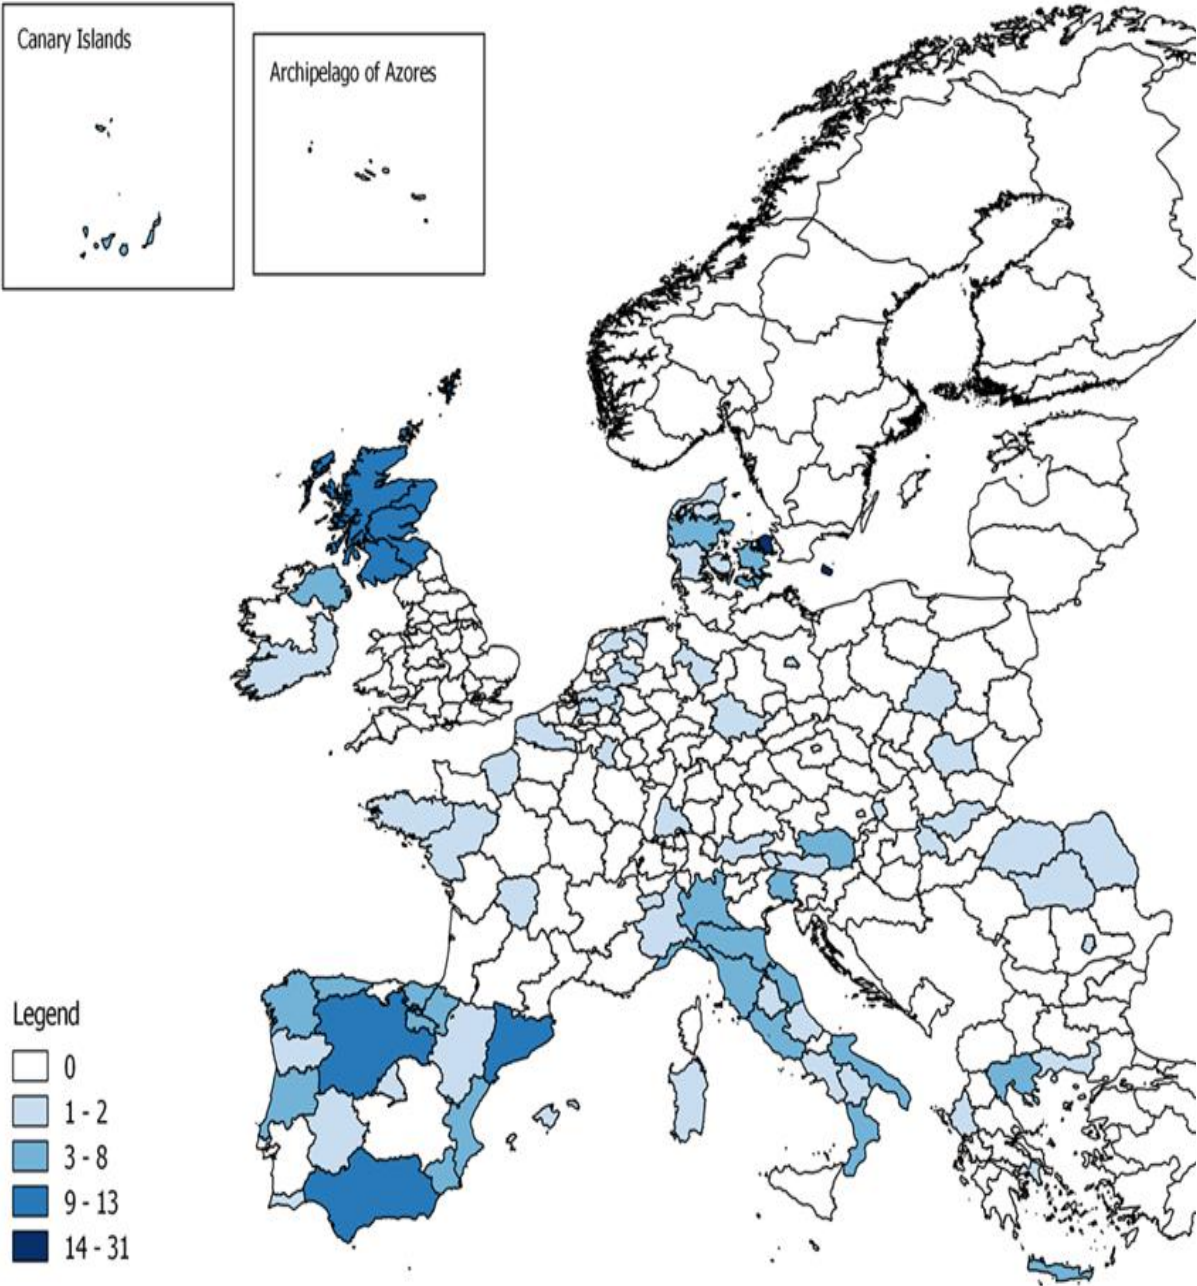 Canary Islands
Archipelago of Azores
Legend
0
1 - 2
3 - 8
9 - 13
14 - 31